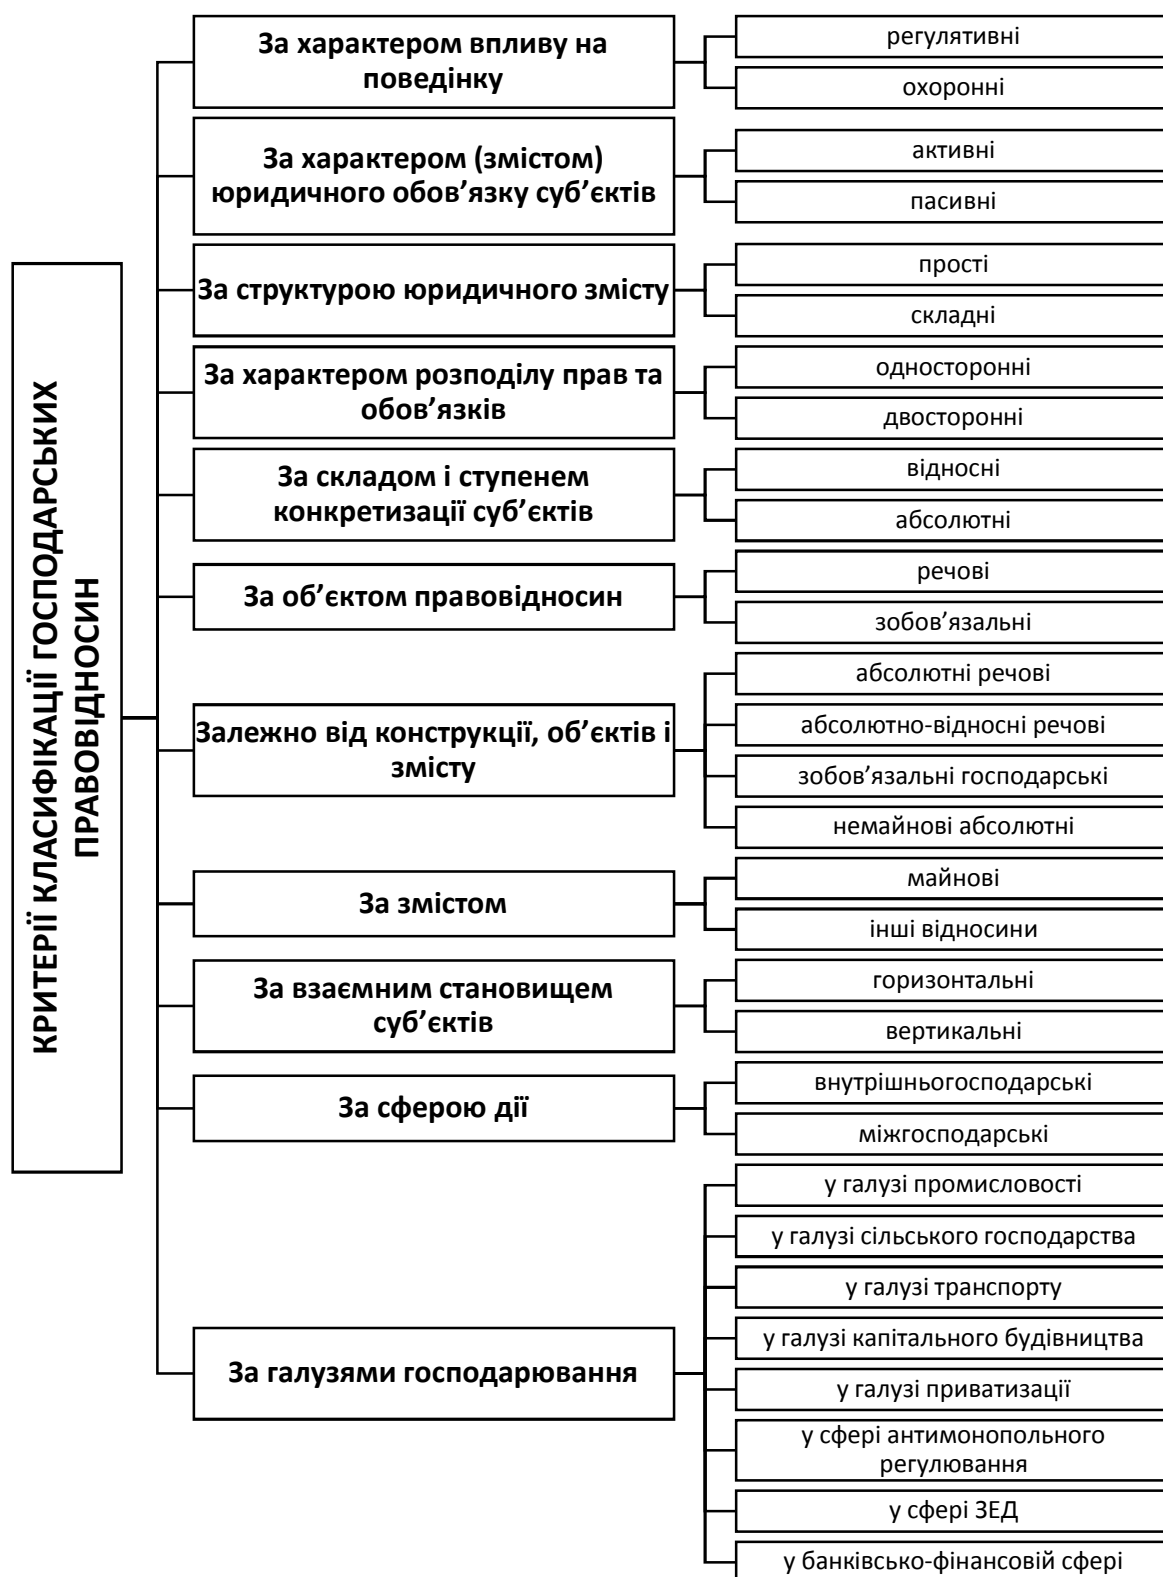 КРИТЕРІЇ КЛАСИФІКАЦІЇ ГОСПОДАРСЬКИХ
ПРАВОВІДНОСИН
За характером впливу на
поведінку
регулятивні
охоронні
За характером (змістом)
юридичного обов’язку суб’єктів
активні
пасивні
За структурою юридичного змісту
прості
складні
За характером розподілу прав та
обов’язків
односторонні
двосторонні
За складом і ступенем
конкретизації суб’єктів
відносні
абсолютні
За об’єктом правовідносин
речові
зобов’язальні
Залежно від конструкції, об’єктів і
змісту
абсолютні речові
абсолютно-відносні речові
зобов’язальні господарські
немайнові абсолютні
За змістом
майнові
інші відносини
За взаємним становищем
суб’єктів
горизонтальні
вертикальні
За сферою дії
внутрішньогосподарські
міжгосподарські
За галузями господарювання
у галузі промисловості
у галузі сільського господарства
у галузі транспорту
у галузі капітального будівництва
у галузі приватизації
у сфері антимонопольного
регулювання
у сфері ЗЕД
у банківсько-фінансовій сфері